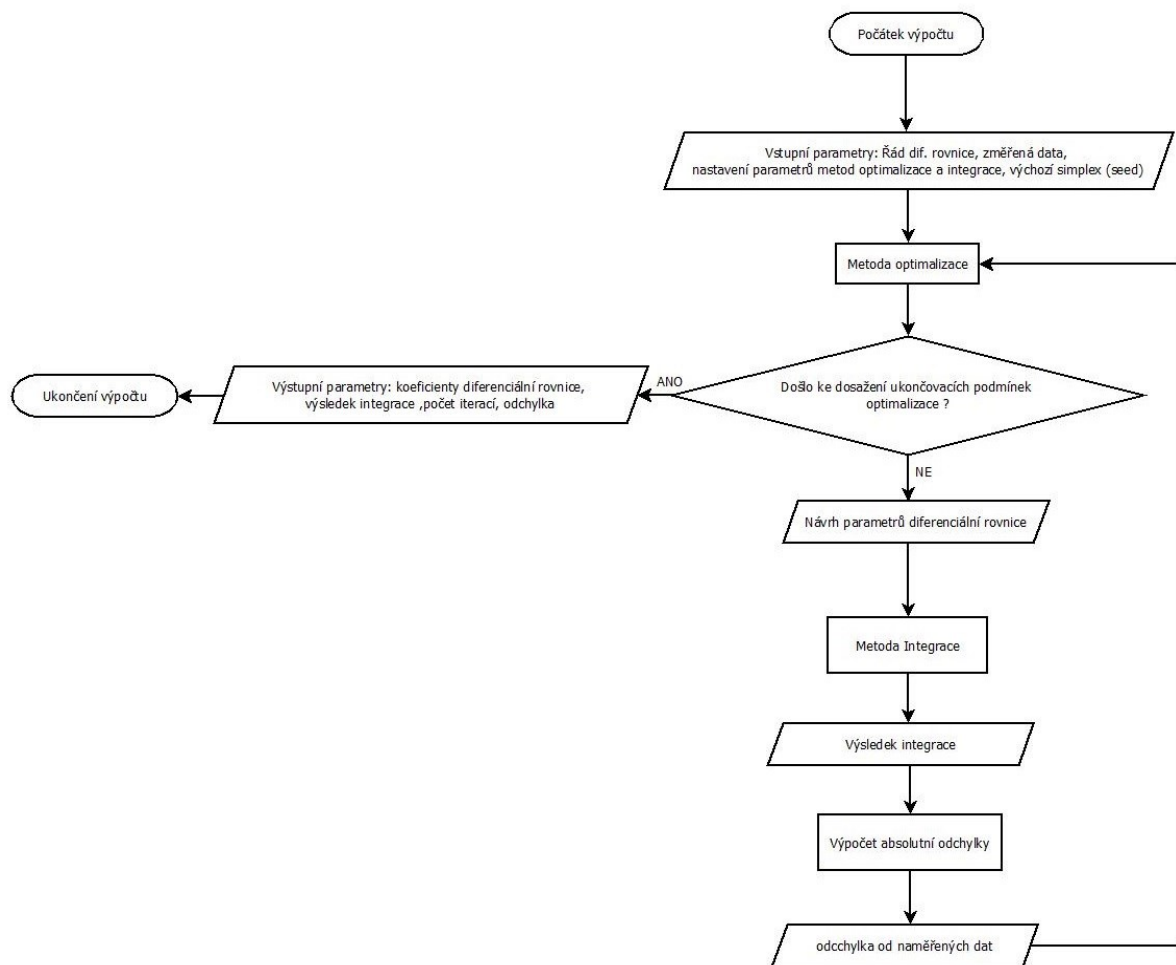 Počátek výpočtu
Vstupní parametry: Řád dif. rovnice, změřená data,
nastavení parametrů metod optimalizace a integrace, výchozí simplex (seed)
Metoda optimalizace
Došlo ke dosažení ukončovacích podmínek
optimalizace ?
ANO
Výstupní parametry: koeficienty diferenciální rovnice,
výsledek integrace ,počet iterací, odchylka
Ukončení výpočtu
NE
Návrh parametrů diferenciální rovnice
Metoda Integrace
Výsledek integrace
Výpočet absolutní odchylky
odcchylka od naměřených dat